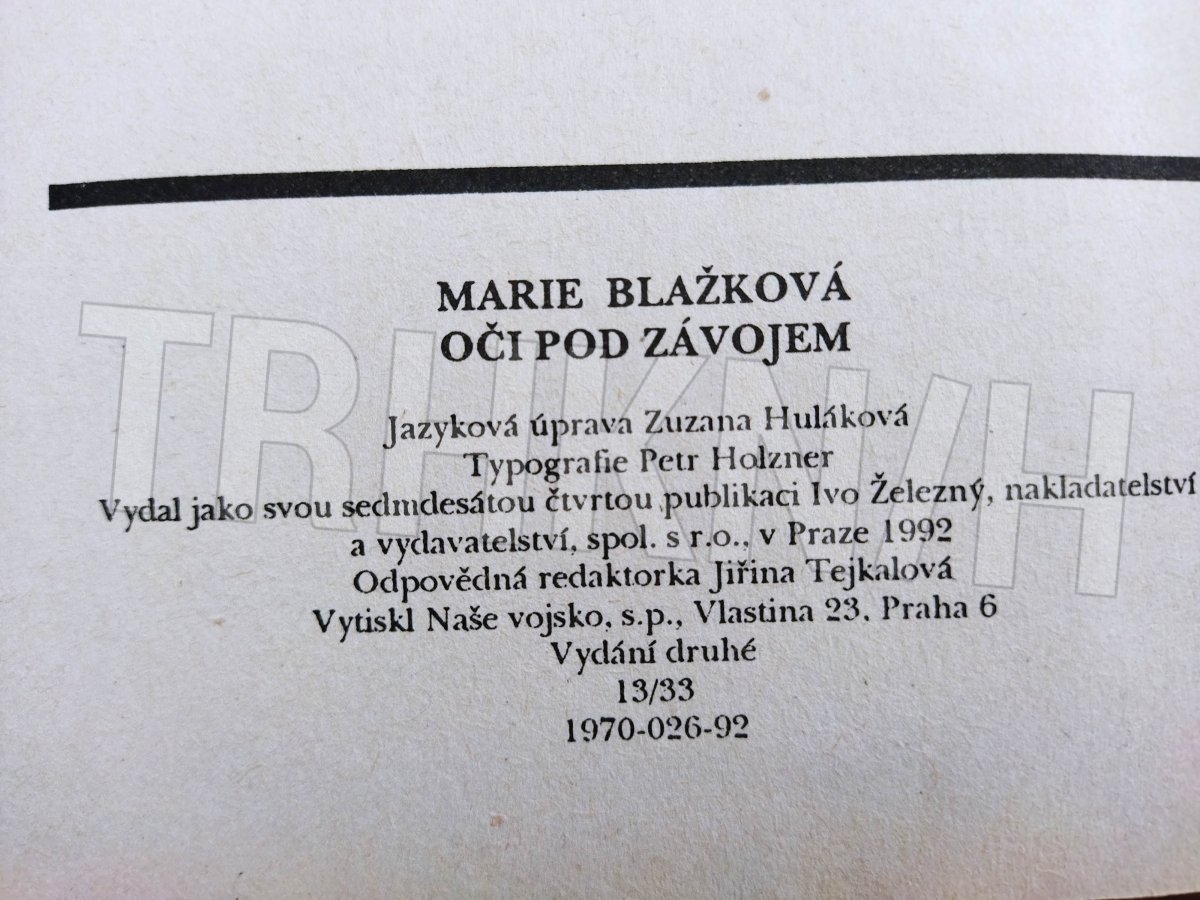 MARIE BLAŽKOVÁ
OČI POD ZÁVOJEM
Jazyková úprava Zuzana Huláková
Typografie Petr Holzner
Vydal jako svou sedmdesátou čtvrtou publikaci Ivo Železný, nakladatelství
a vydavatelství, spol. s r.o., v Praze 1992
Odpovědná redaktorka Jiřina Tejkalová
Vytiskl Naše vojsko, s.p., Vlastina 23, Praha 6
Vydání druhé
13/33
1970-026-92
TRHKNIH